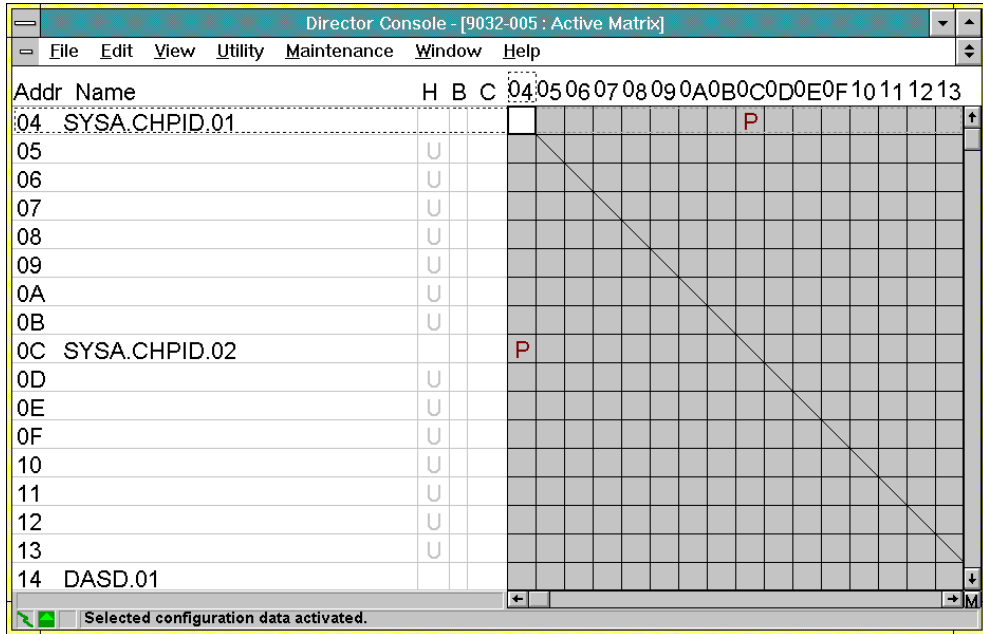 Director Console - [9032-005 : Active Matrix]
File Edit View Utility Maintenance Window Help
Addr Name H B C 04 05 06 07 08 09 0A 0B 0C 0D 0E 0F 10 11 12 13
04 SYSA.CHPID.01 P
05 U
06 U
07 U
08 U
09 U
0A U
0B U
0C SYSA.CHPID.02 P
0D U
0E U
0F U
10 U
11 U
12 U
13 U
14 DASD.01
M
Selected configuration data activated.